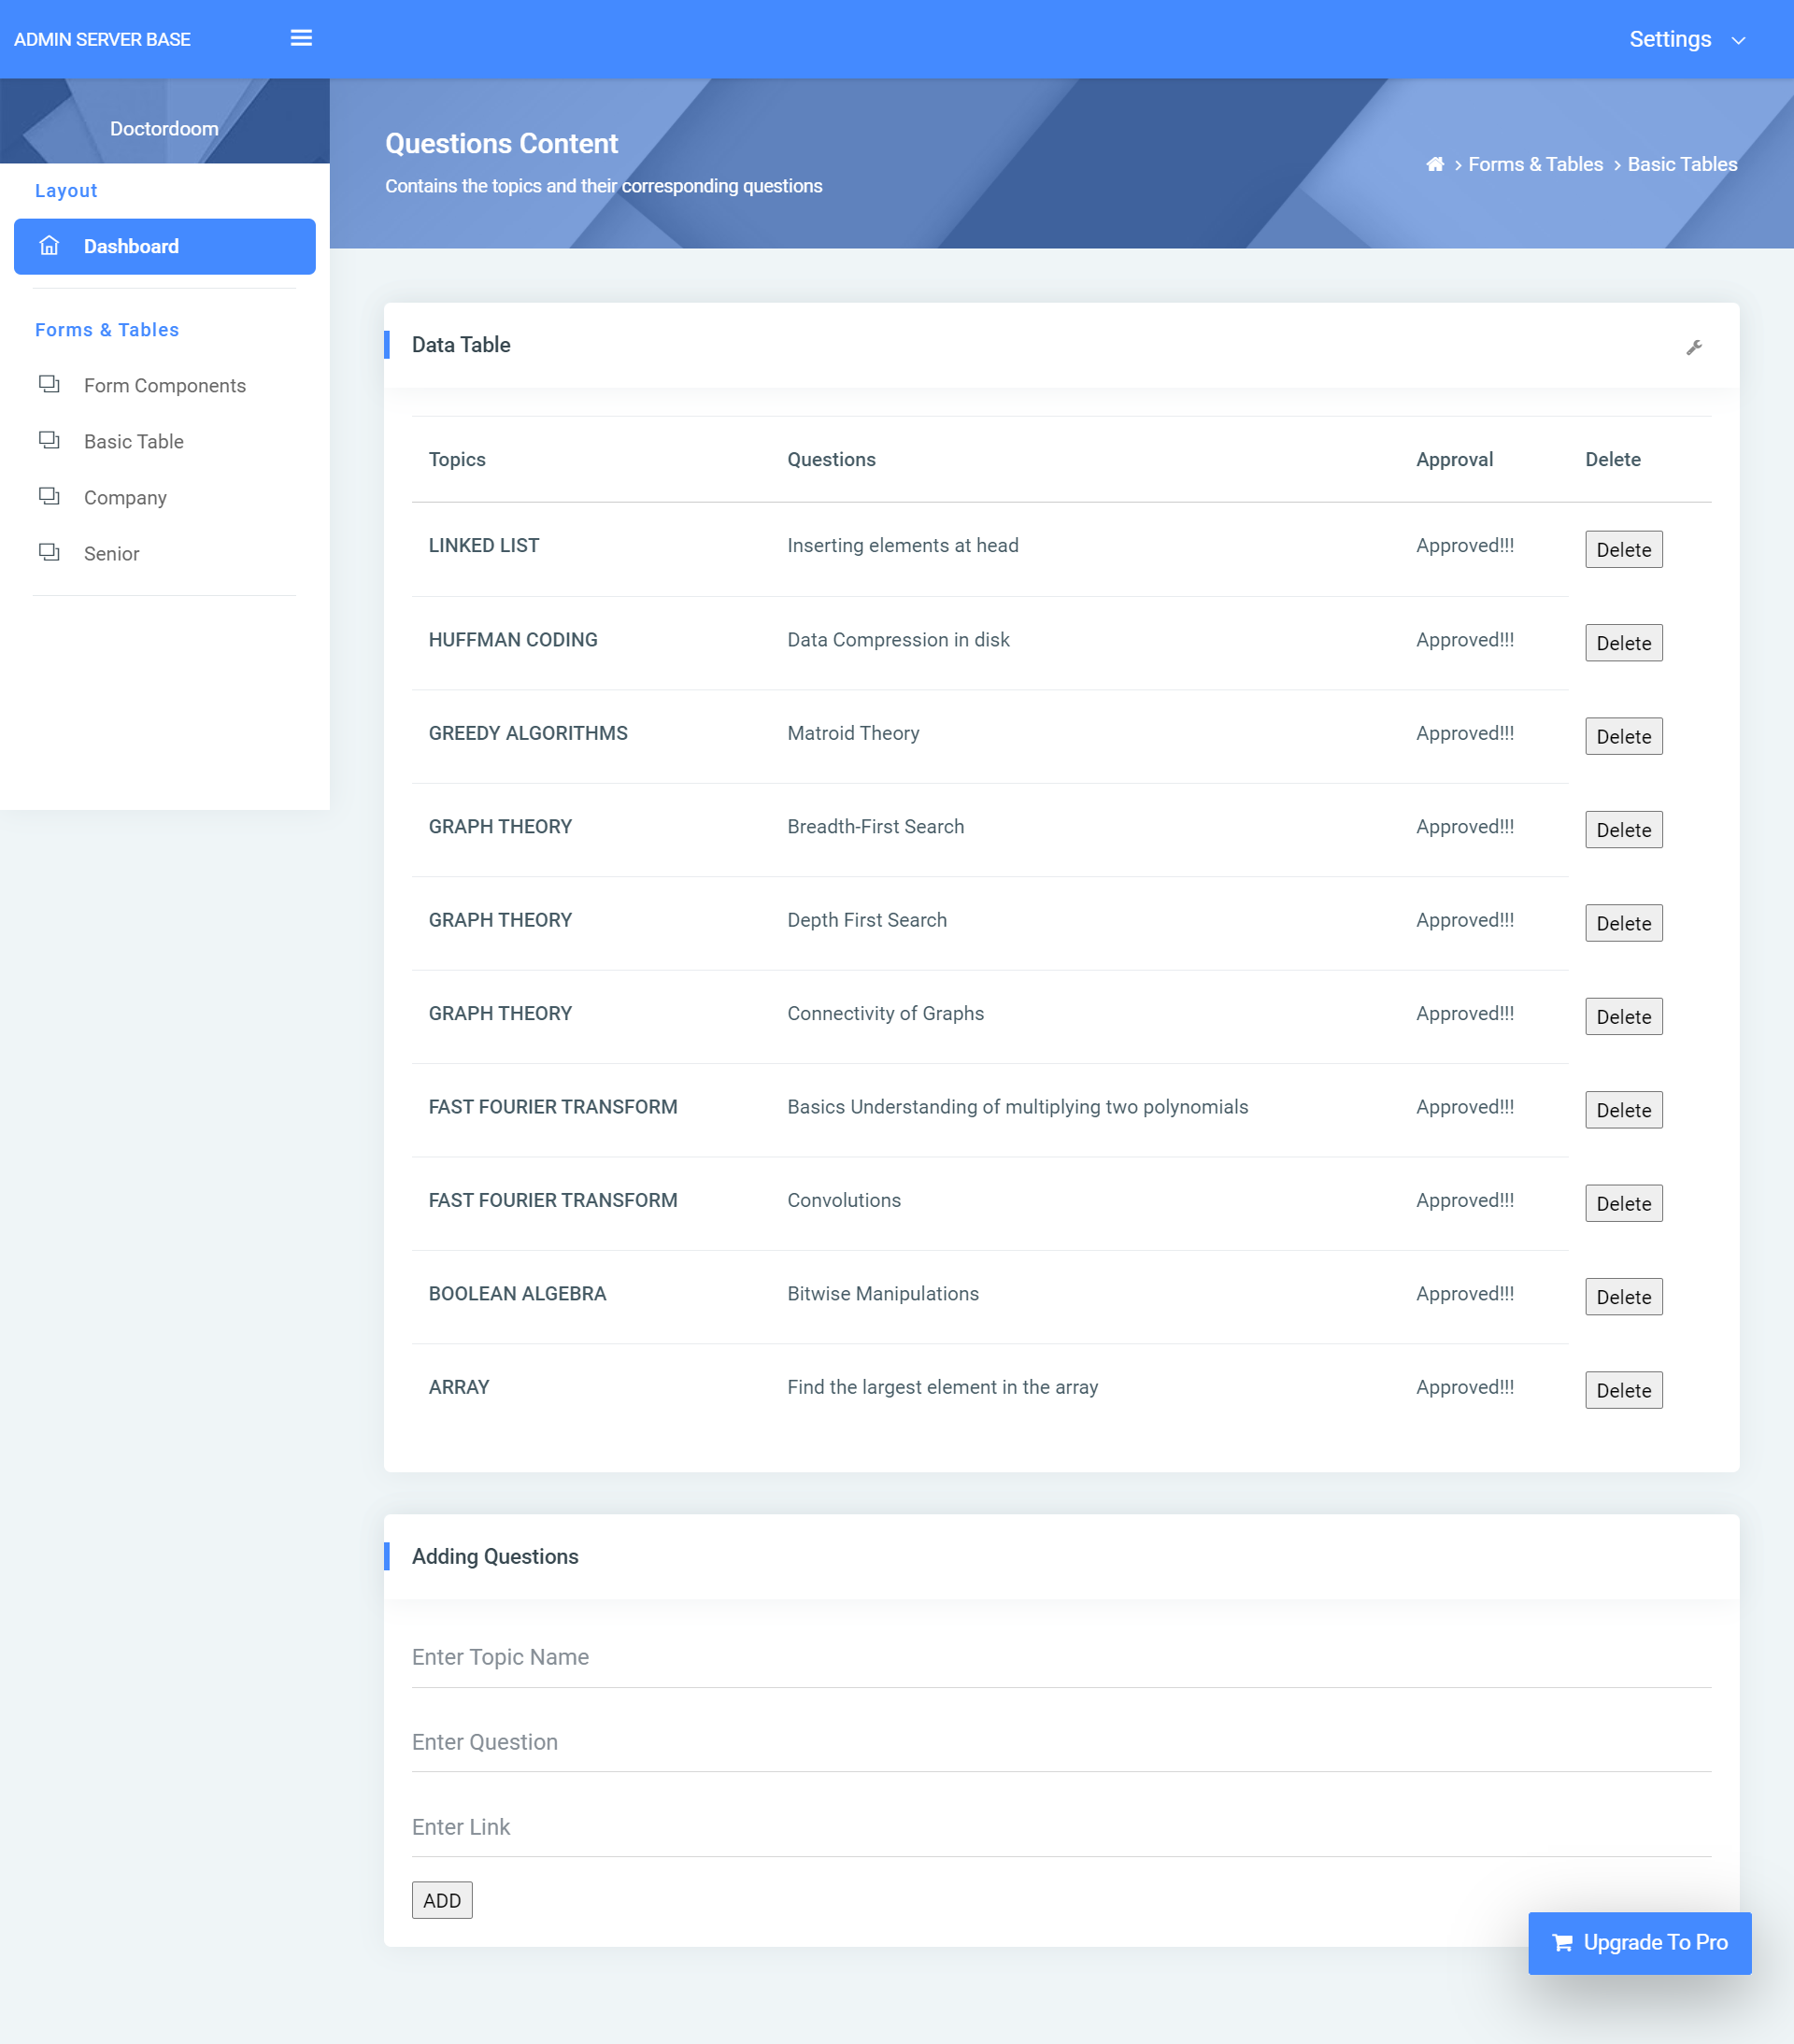 ADMIN SERVER BASE
Settings
Doctordoom
Layout
Dashboard
Forms & Tables
Form Components
Basic Table
Company
Senior
Questions Content
Contains the topics and their corresponding questions
Forms & Tables
Basic Tables
Data Table
Topics Questions Approval Delete
LINKED LIST Inserting elements at head Approved!!! Delete
HUFFMAN CODING Data Compression in disk Approved!!! Delete
GREEDY ALGORITHMS Matroid Theory Approved!!! Delete
GRAPH THEORY Breadth-First Search Approved!!! Delete
GRAPH THEORY Depth First Search Approved!!! Delete
GRAPH THEORY Connectivity of Graphs Approved!!! Delete
FAST FOURIER TRANSFORM Basics Understanding of multiplying two polynomials Approved!!! Delete
FAST FOURIER TRANSFORM Convolutions Approved!!! Delete
BOOLEAN ALGEBRA Bitwise Manipulations Approved!!! Delete
ARRAY Find the largest element in the array Approved!!! Delete
Adding Questions
Enter Topic Name
Enter Question
Enter Link
ADD
Upgrade To Pro